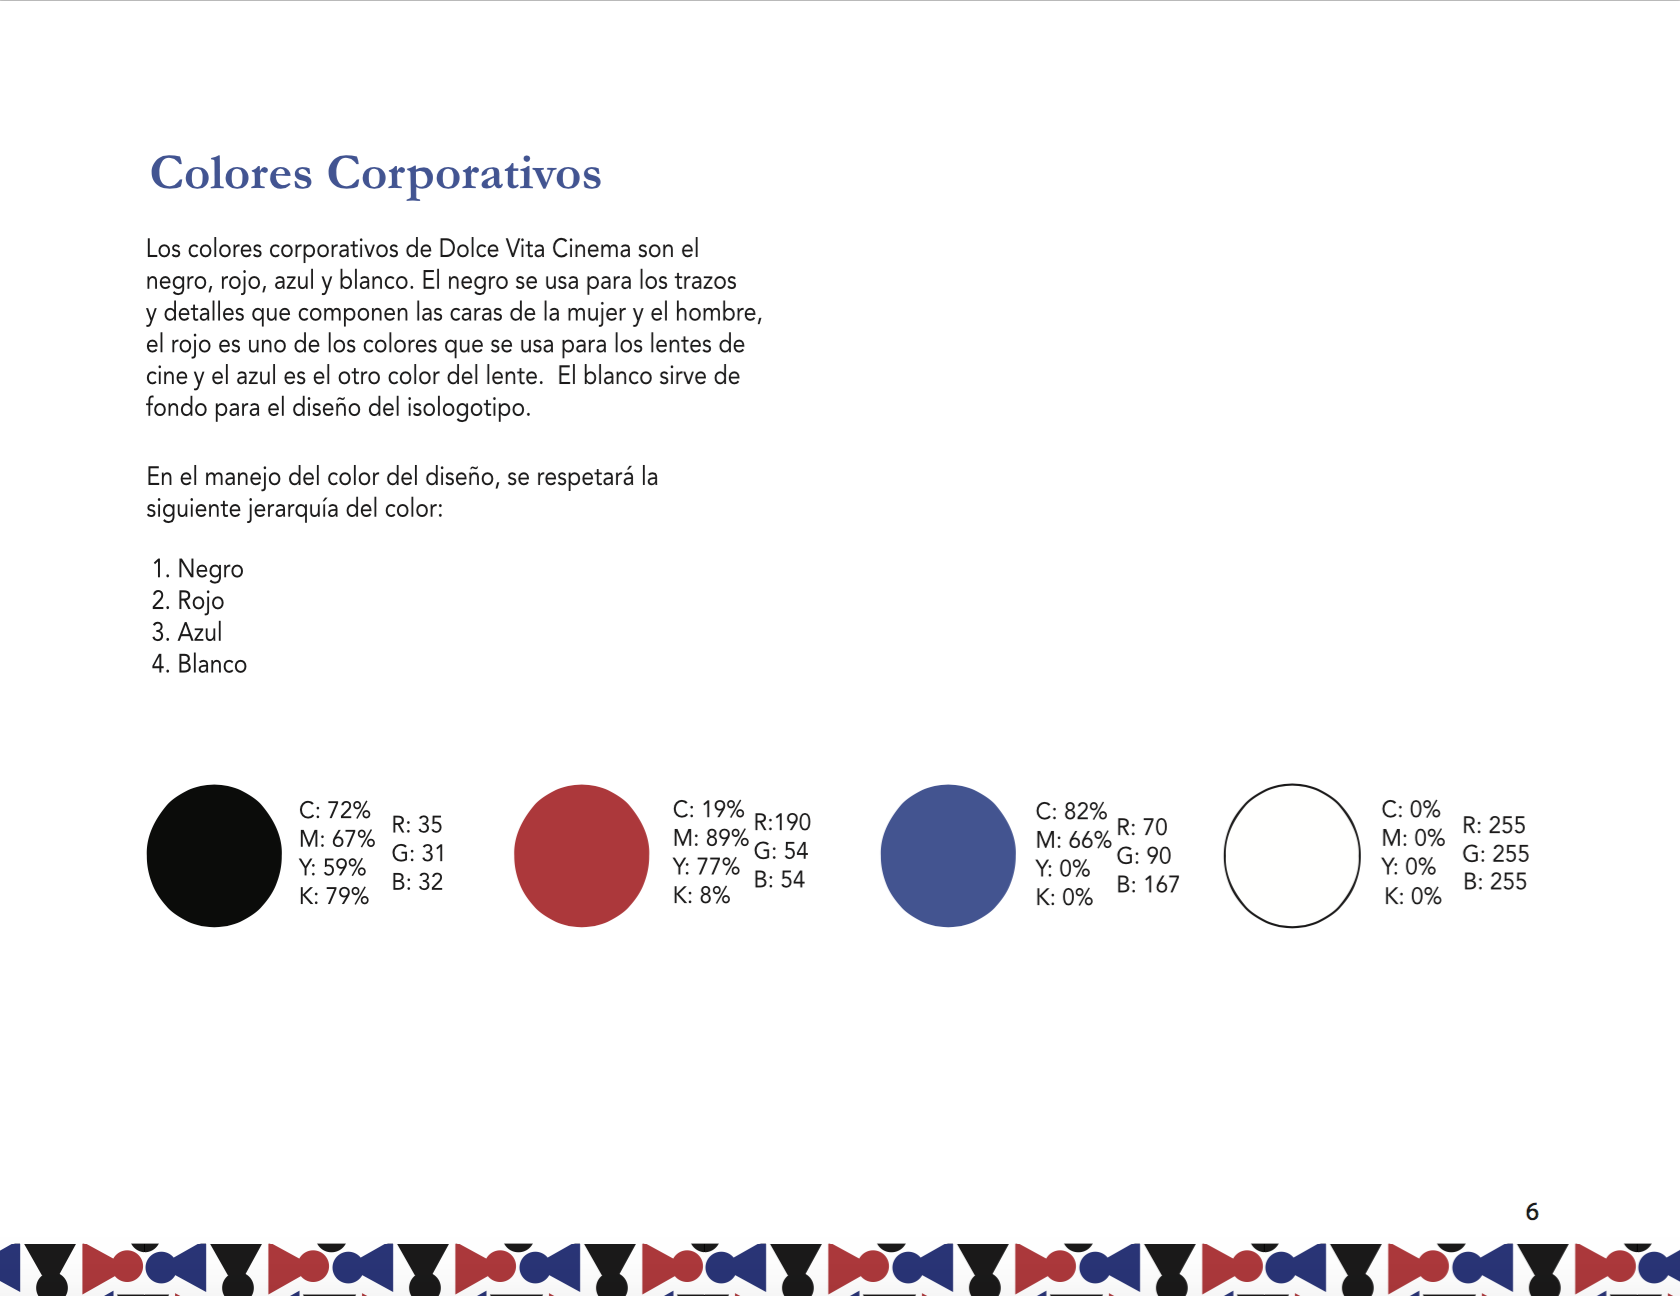 Colores Corporativos
Los colores corporativos de Dolce Vita Cinema son el
negro, rojo, azul y blanco. El negro se usa para los trazos
y detalles que componen las caras de la mujer y el hombre,
el rojo es uno de los colores que se usa para los lentes de
cine y el azul es el otro color del lente.  El blanco sirve de
fondo para el diseño del isologotipo.
En el manejo del color del diseño, se respetará la
siguiente jerarquía del color:
1. Negro
2. Rojo
3. Azul
4. Blanco
C: 72%
M: 67%
Y: 59%
K: 79%
R: 35
G: 31
B: 32
C: 19%
M: 89%
Y: 77%
K: 8%
R:190
G: 54
B: 54
C: 82%
M: 66%
Y: 0%
K: 0%
R: 70
G: 90
B: 167
C: 0%
M: 0%
Y: 0%
K: 0%
R: 255
G: 255
B: 255
6